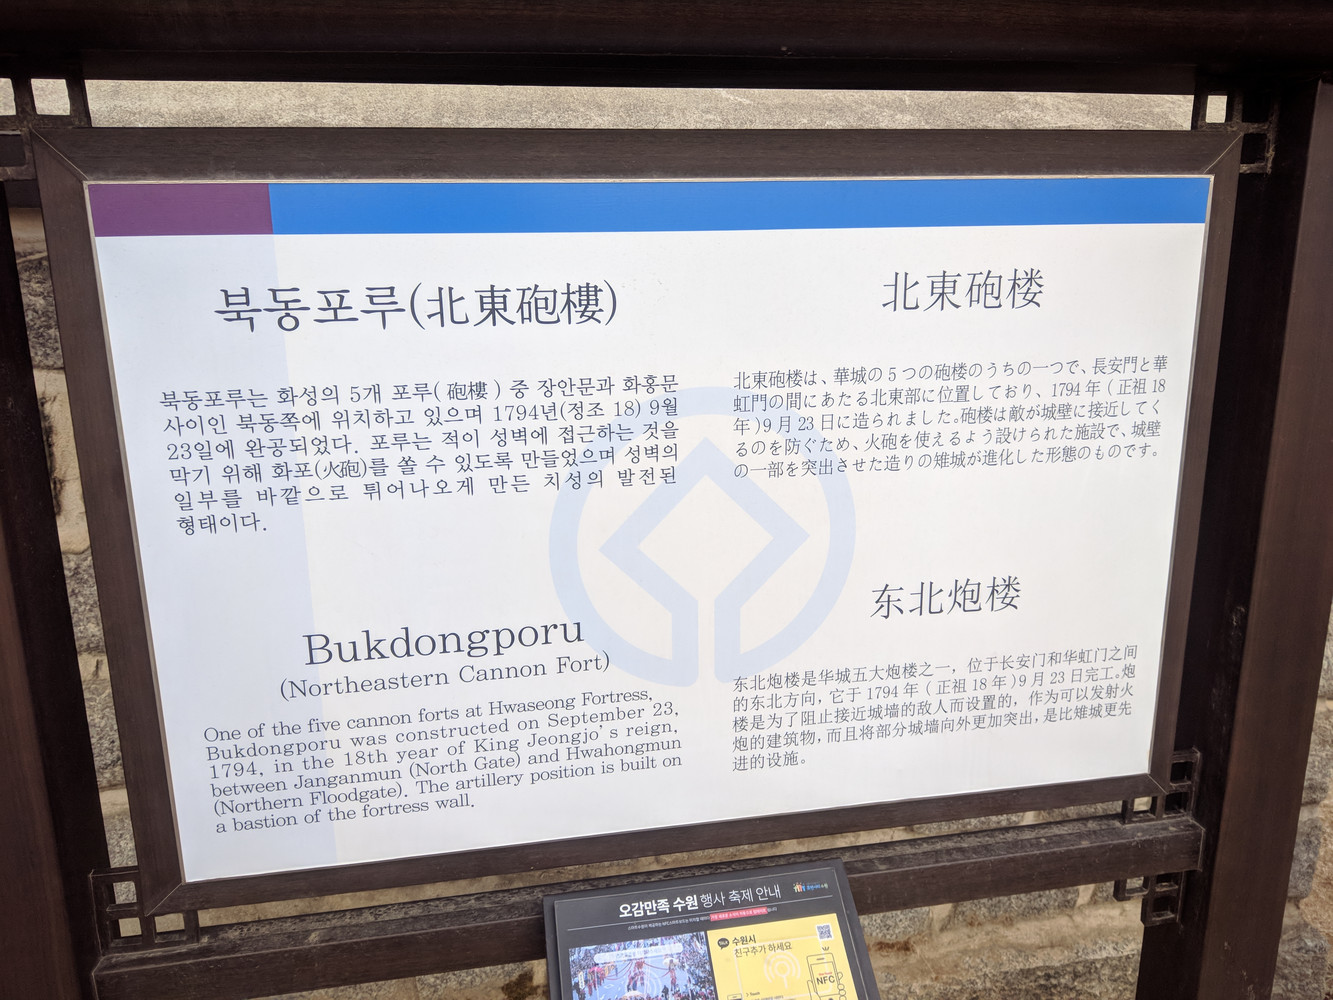 북동포루(北東砲樓)
북동포루는 화성의 5개 포루( 砲樓 ) 중 장안문과 화홍문
사이인 북동쪽에 위치하고 있으며 1794년(정조 18) 9월
23일에 완공되었다. 포루는 적이 성벽에 접근하는 것을
막기 위해 화포(火砲)를 쏠 수 있도록 만들었으며 성벽의
일부를 바깥으로 튀어나오게 만든 치성의 발전된
형태이다.
Bukdongporu
(Northeastern Cannon Fort)
One of the five cannon forts at Hwaseong Fortress,
Bukdongporu was constructed on September 23,
1794, in the 18th year of King Jeongjo's reign,
between Janganmun (North Gate) and Hwahongmun
(Northern Floodgate). The artillery position is built on
a bastion of the fortress wall.
北東砲楼
北東砲楼は、華城の5つの砲楼のうちの一つで、長安門と華
虹門の間にあたる北東部に位置しており、1794年(正祖18
年)9月23日に造られました。砲楼は敵が城壁に接近してく
るのを防ぐため、火砲を使えるよう設けられた施設で、城壁
の一部を突出させた造りの雉城が進化した形態のものです。
东北炮楼
东北炮楼是华城五大炮楼之一，位于长安门和华虹门之间
的东北方向，它于1794年(正祖18年)9月23日完工。炮
楼是为了阻止接近城墙的敌人而设置的，作为可以发射火
炮的建筑物，而且将部分城墙向外更加突出，是比雉城更先
进的设施。
오감만족 수원 행사 축제 안내
수원시
친구추가 하세요
NFC